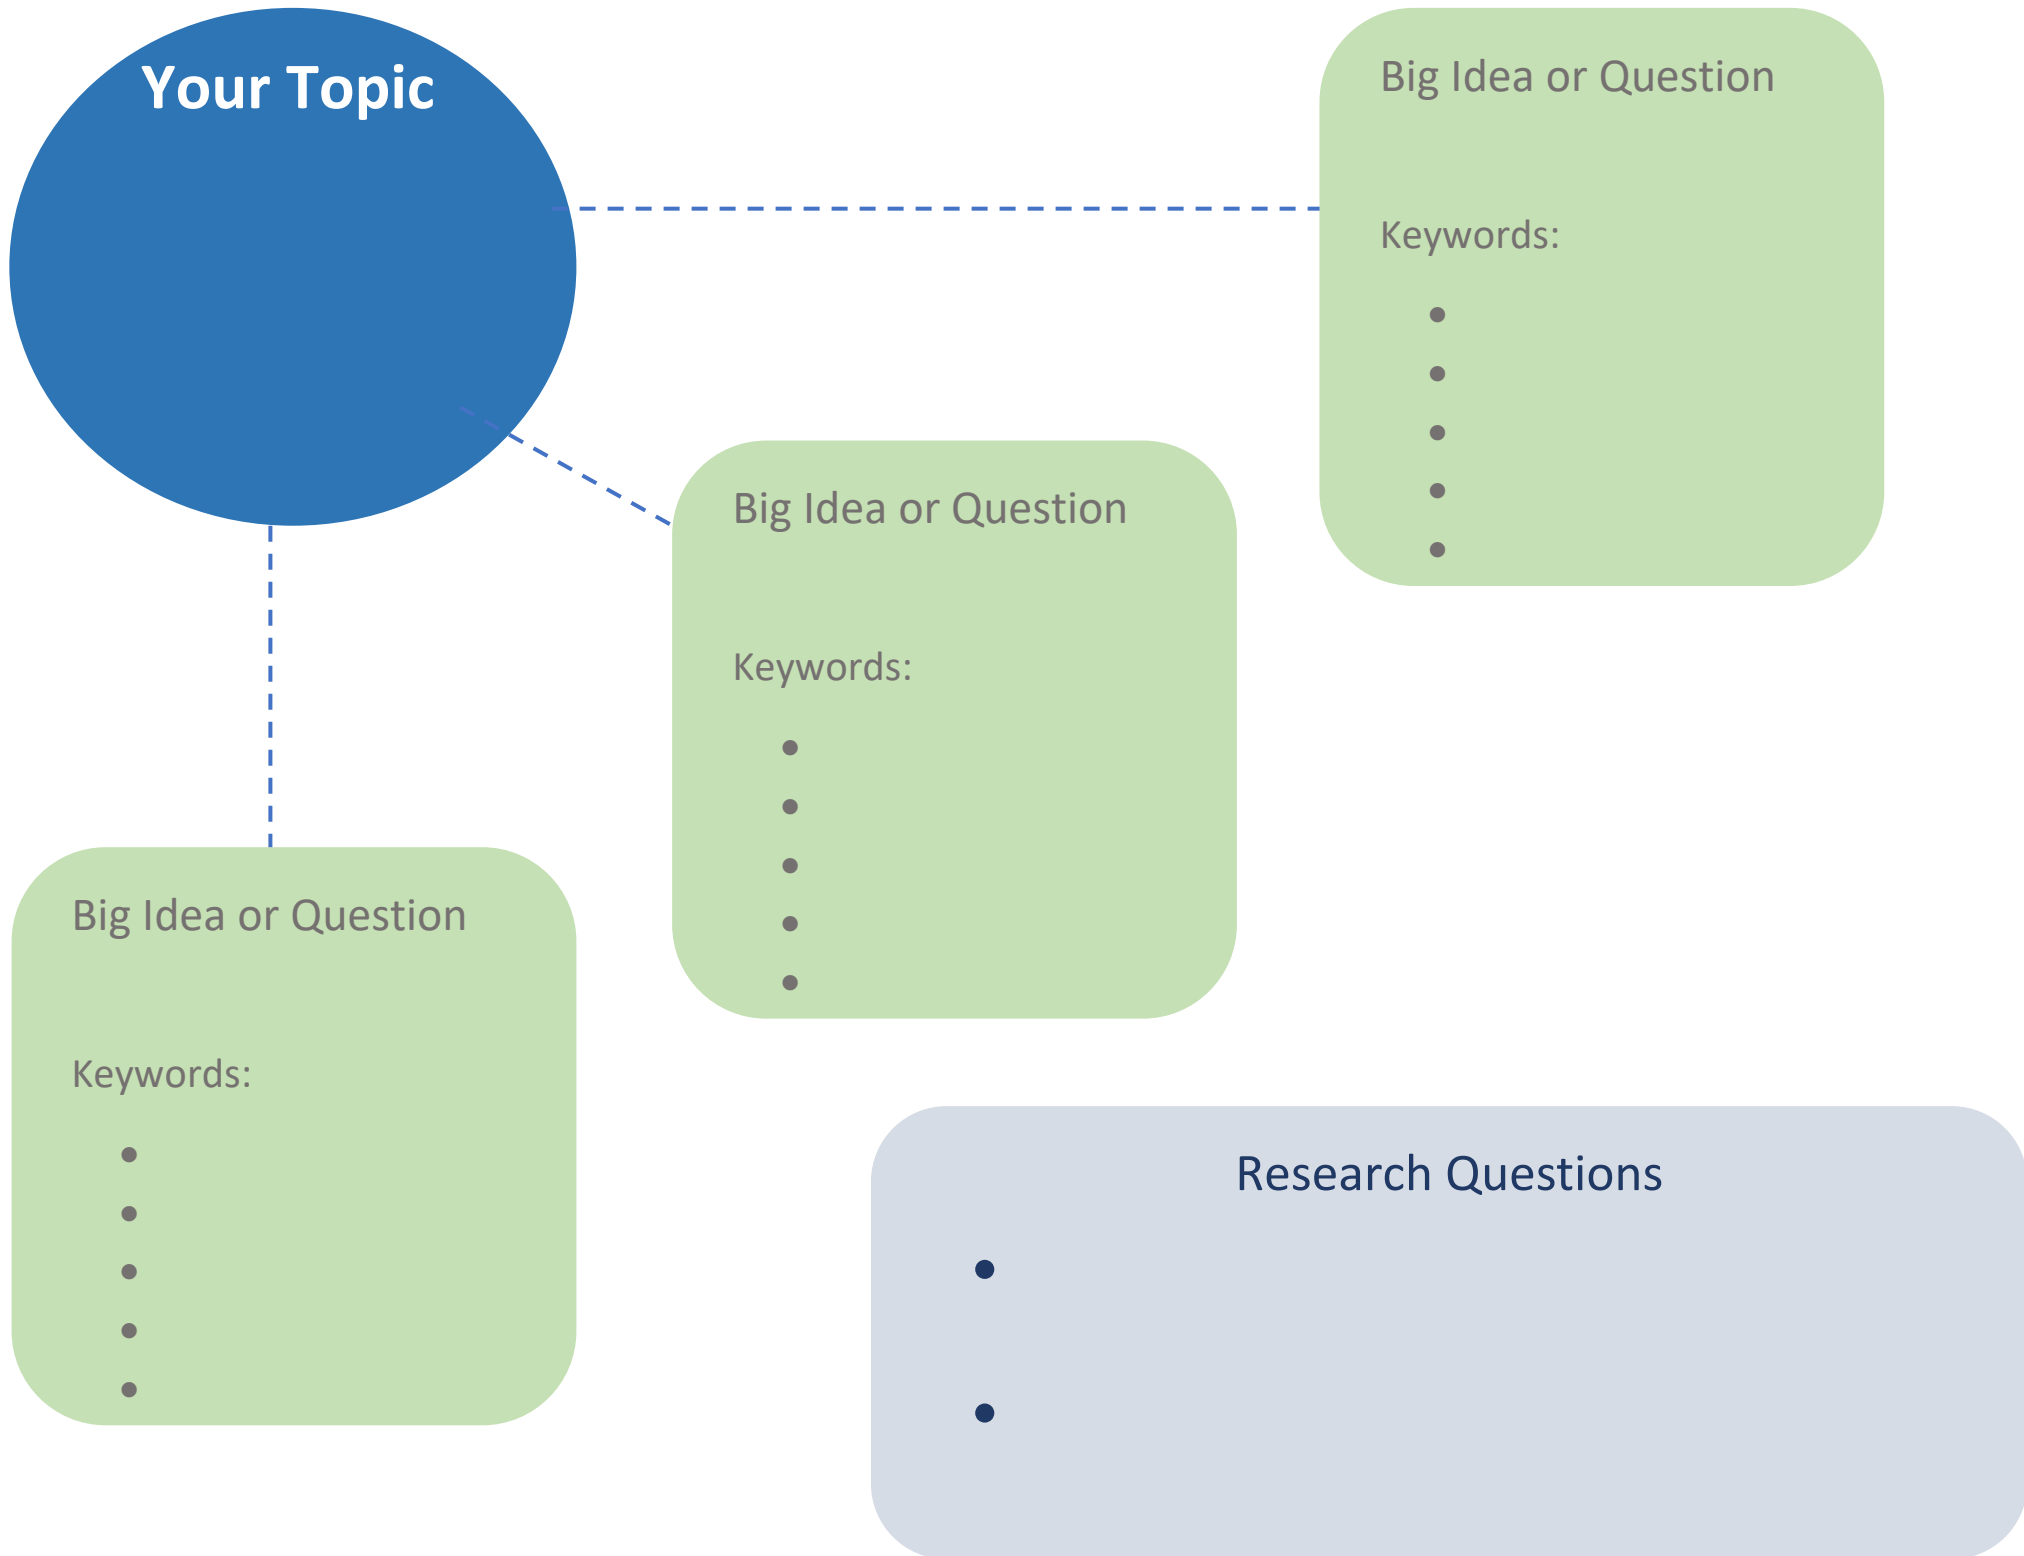 Your Topic
Big Idea or Question
Keywords:
•
•
•
•
•
Big Idea or Question
Keywords:
•
•
•
•
•
Big Idea or Question
Keywords:
•
•
•
•
•
Research Questions
•
•